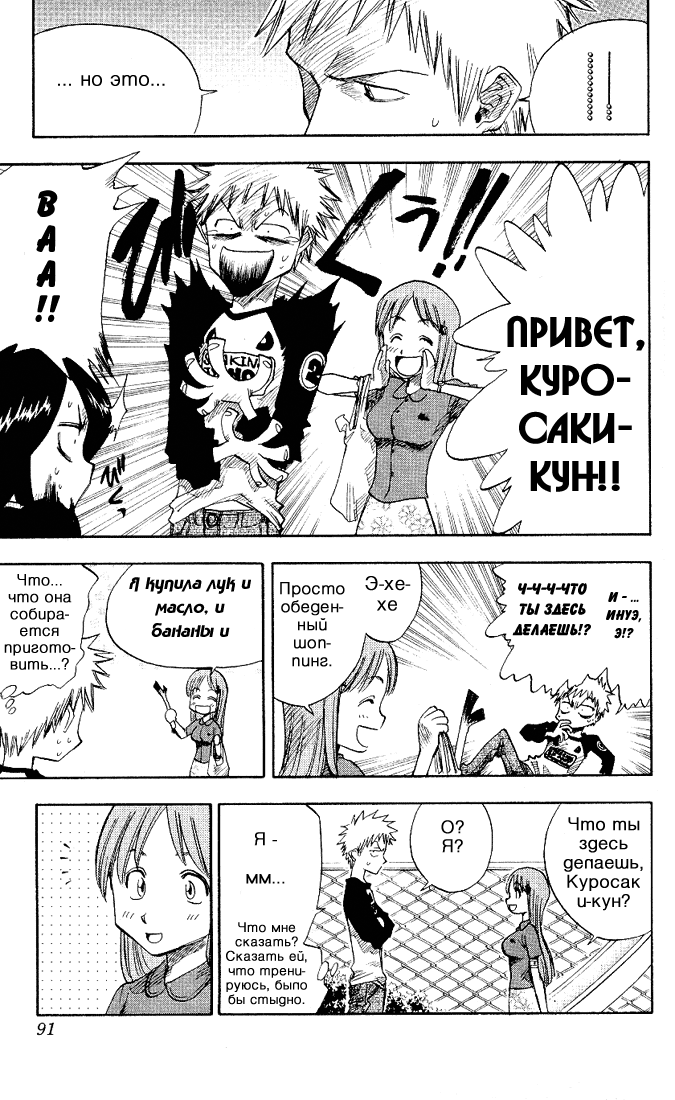 ... но это...
ПРИВЕТ,
КУРО-
САКИ-
КУН!!
くぅ!!
В
А
А
!!
И - ...
ИНУЭ,
Э!?
Ч-Ч-Ч-ЧТО
ТЫ ЗДЕСЬ
ДЕЛАЕШЬ!?
Э-хе-
хе
Просто
обеден-
ный
шоп-
пинг.
Я купила лук и
масло, и
бананы и
Что...
что она
собира-
ется
пригото-
вить...?
Что ты
здесь
делаешь,
Куросак
и-кун?
О?
Я?
Я -
мм...
Что мне
сказать?
Сказать ей,
что трени-
руюсь, было
бы стыдно.
91